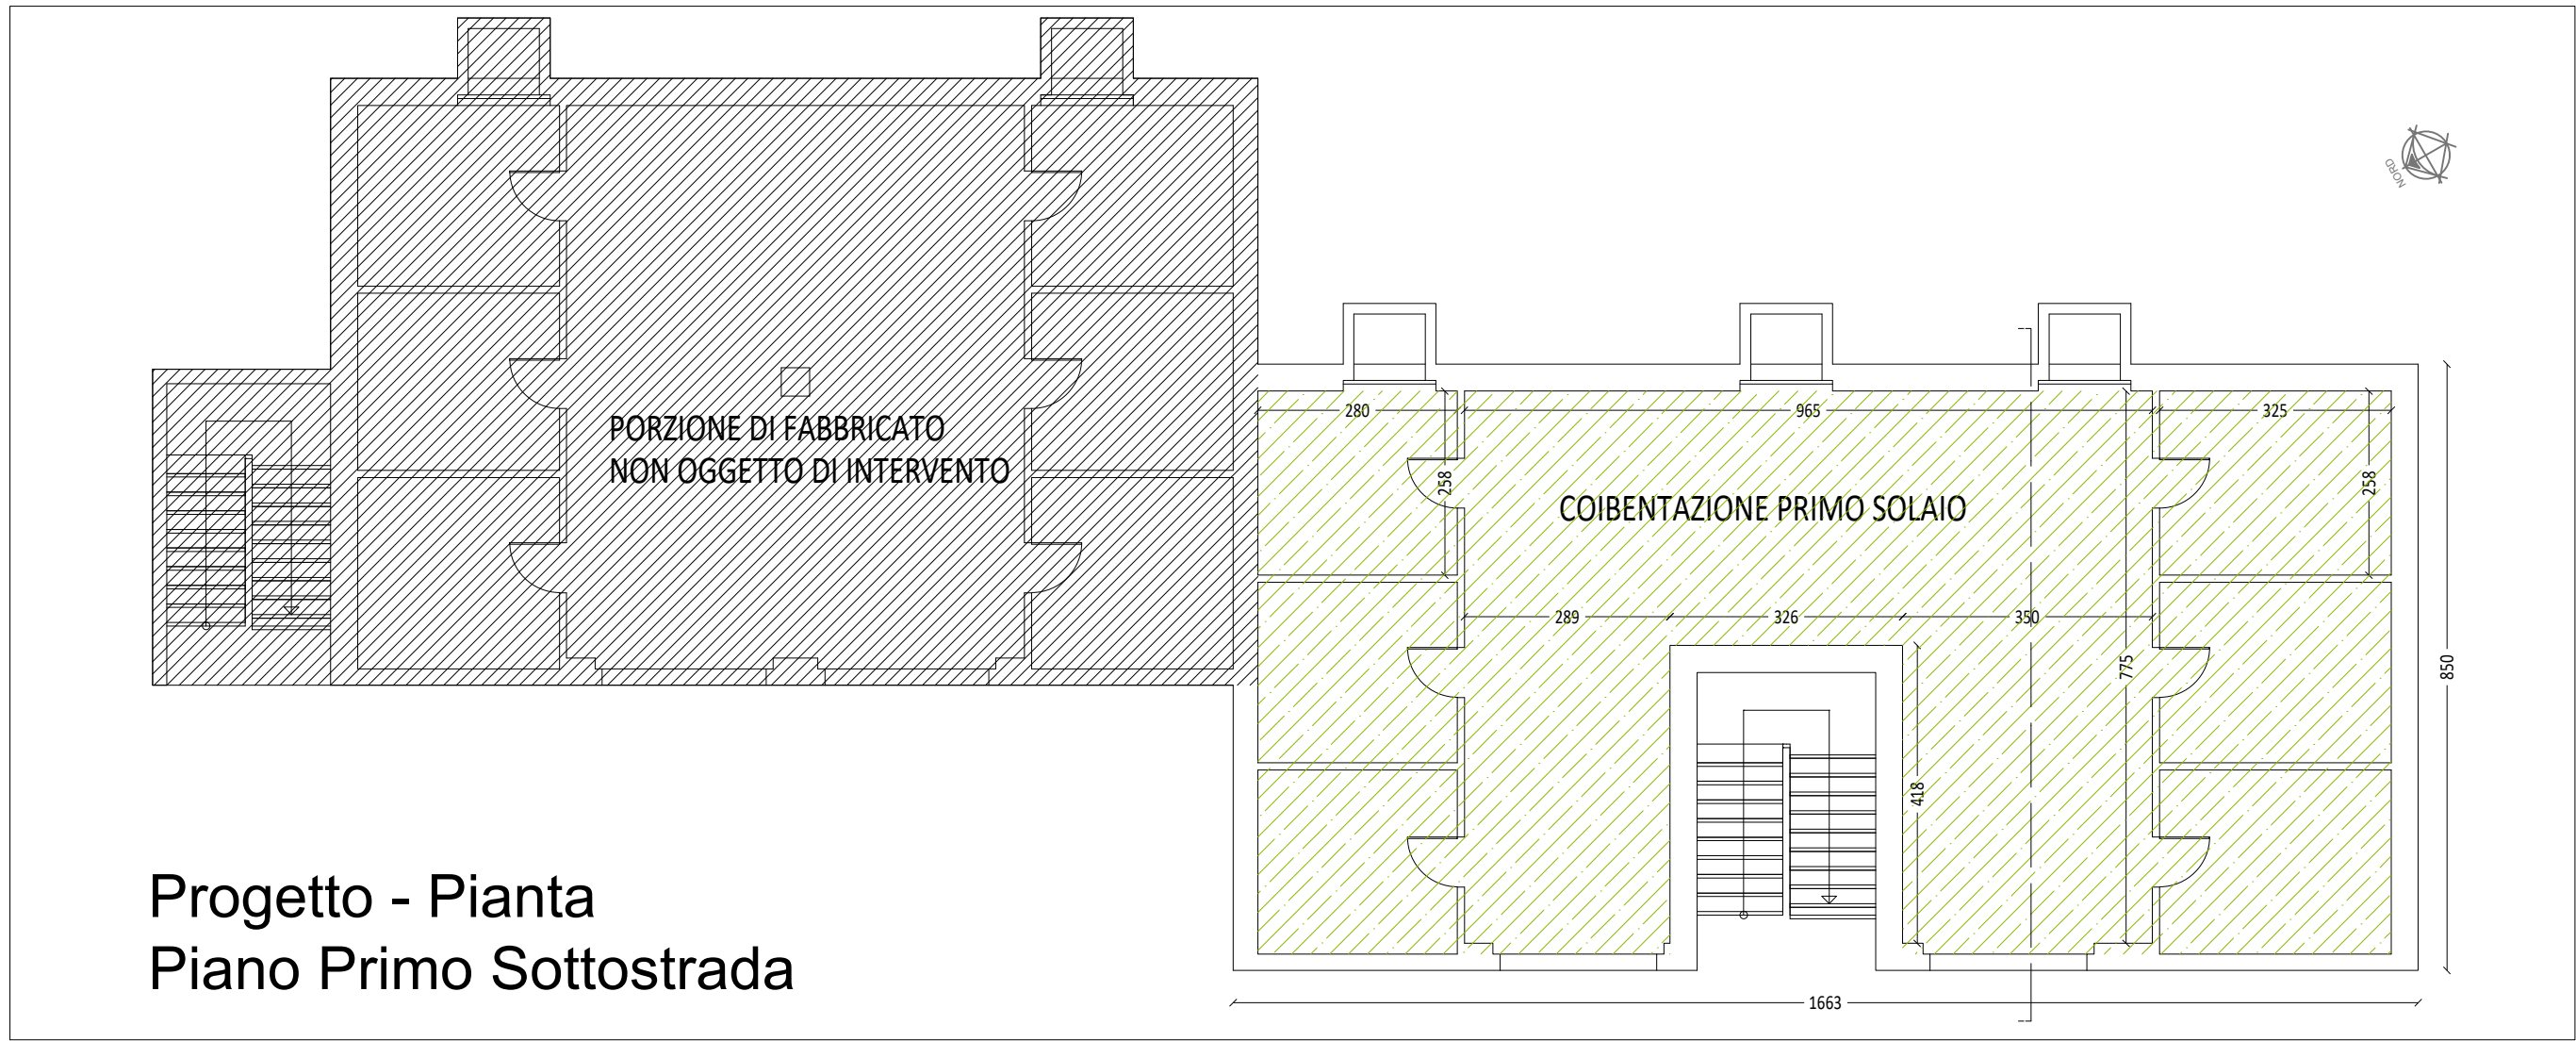 NORD
PORZIONE DI FABBRICATO
NON OGGETTO DI INTERVENTO
280
965
325
258
258
COIBENTAZIONE PRIMO SOLAIO
289
326
350
775
850
418
1663
Progetto - Pianta
Piano Primo Sottostrada